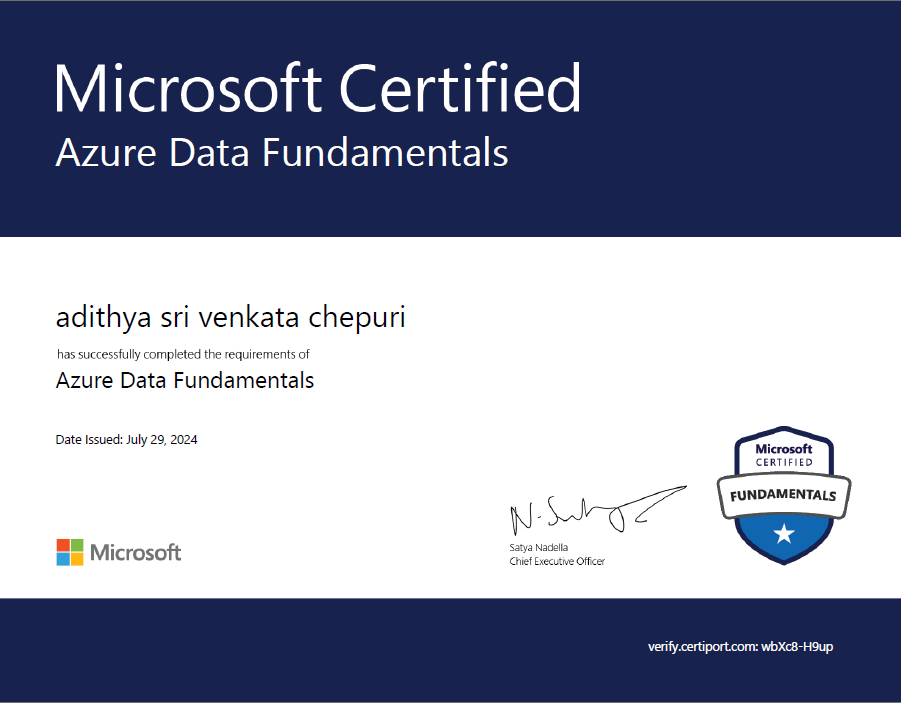 Microsoft Certified
Azure Data Fundamentals
adithya sri venkata chepuri
has successfully completed the requirements of
Azure Data Fundamentals
Date Issued: July 29, 2024
Microsoft
CERTIFIED
FUNDAMENTALS
N. Satya
Satya Nadella
Chief Executive Officer
Microsoft
verify.certiport.com: wbXc8-H9up